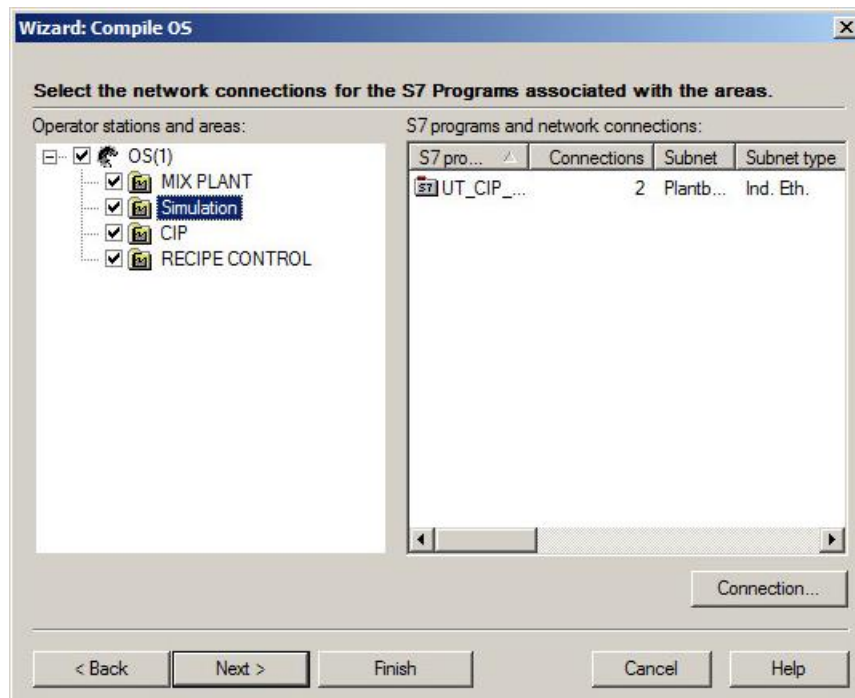 Wizard: Compile OS
Select the network connections for the S7 Programs associated with the areas.
Operator stations and areas:
S7 programs and network connections:
OS(1)
MIX PLANT
Simulation
CIP
RECIPE CONTROL
S7 pro... Connections Subnet Subnet type
S7 UT_CIP_... 2 Plantb... Ind. Eth.
Connection...
< Back Next > Finish Cancel Help